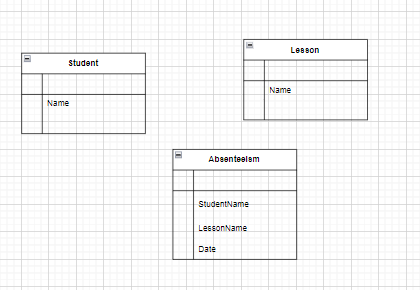 Student
Name
Lesson
Name
Absenteeism
StudentName
LessonName
Date